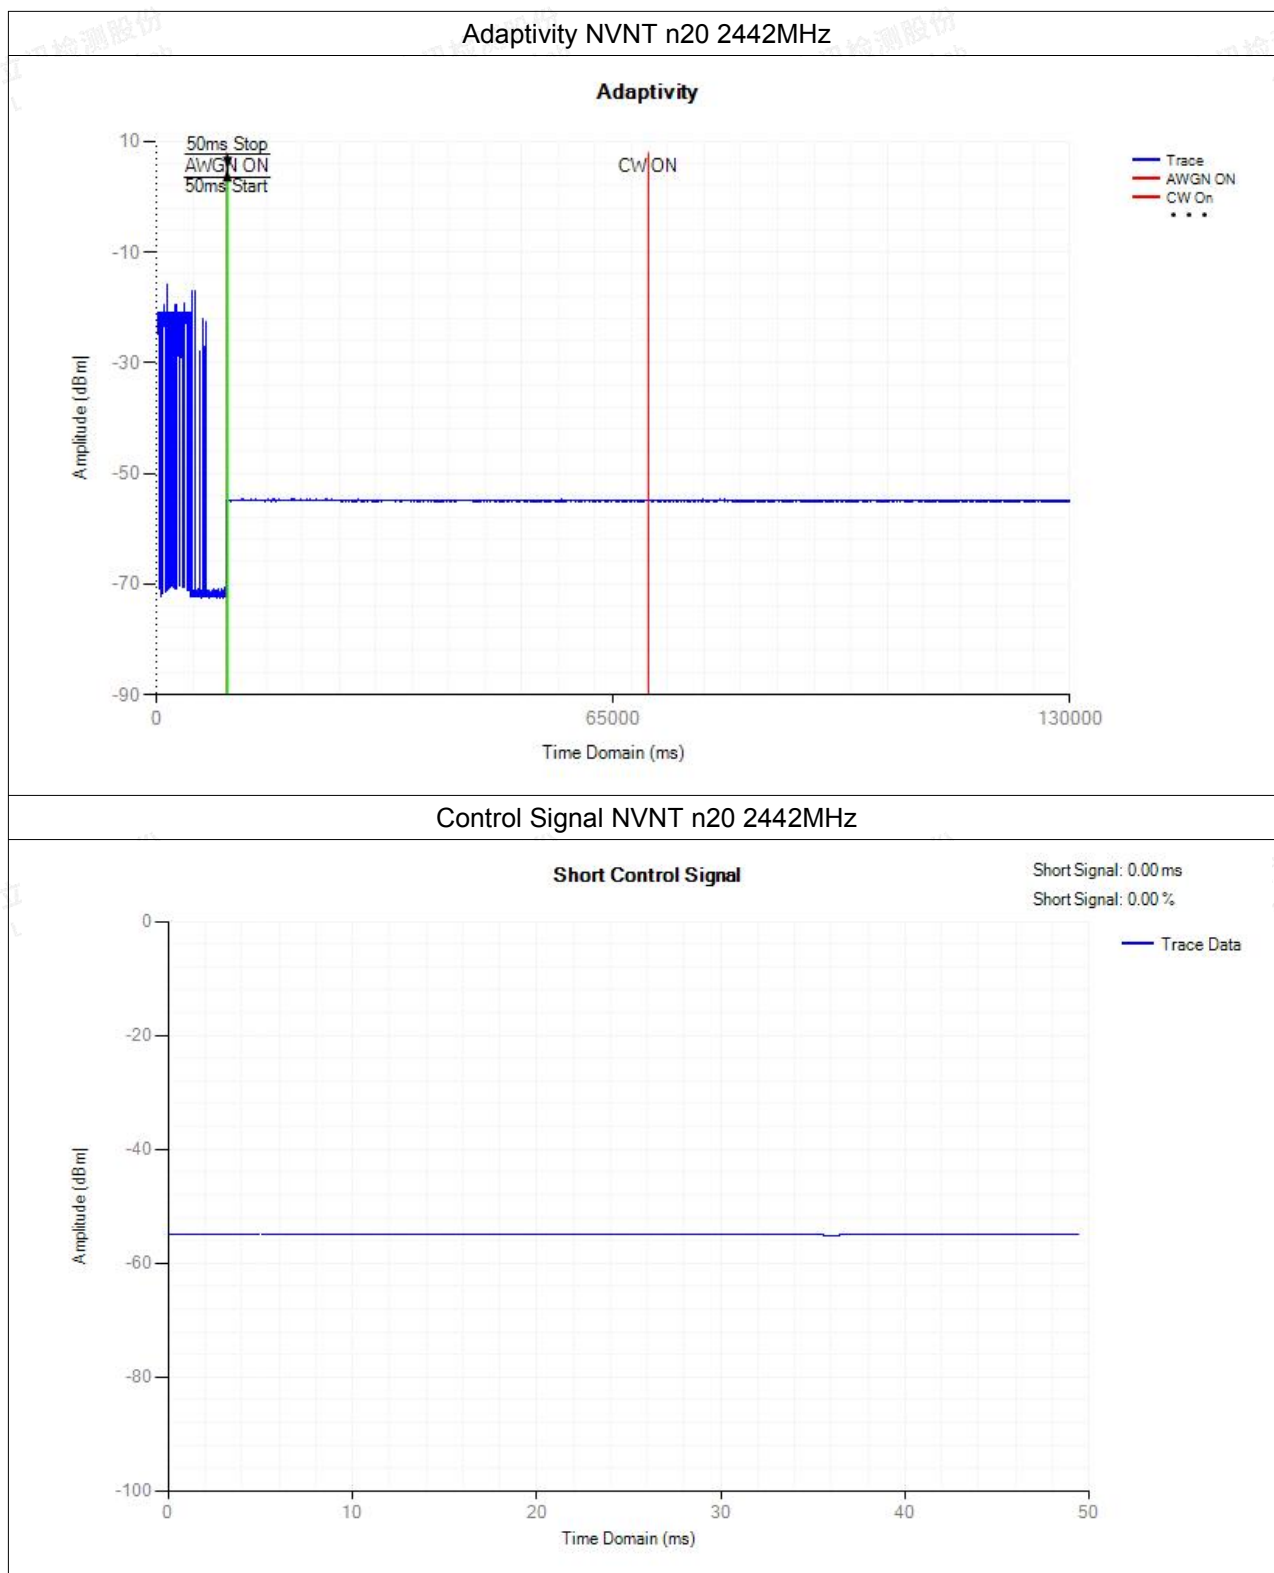 Adaptivity NVNT n20 2442MHz
Adaptivity
10
-10
-30
-50
-70
-90
Amplitude [dBm]
50ms Stop
AWGN ON
50ms Start
CW ON
Trace
AWGN ON
CW On
0
65000
130000
Time Domain (ms)
Control Signal NVNT n20 2442MHz
Short Control Signal
Short Signal: 0.00 ms
Short Signal: 0.00 %
Trace Data
0
-20
-40
-60
-80
-100
Amplitude [dBm]
0
10
20
30
40
50
Time Domain (ms)